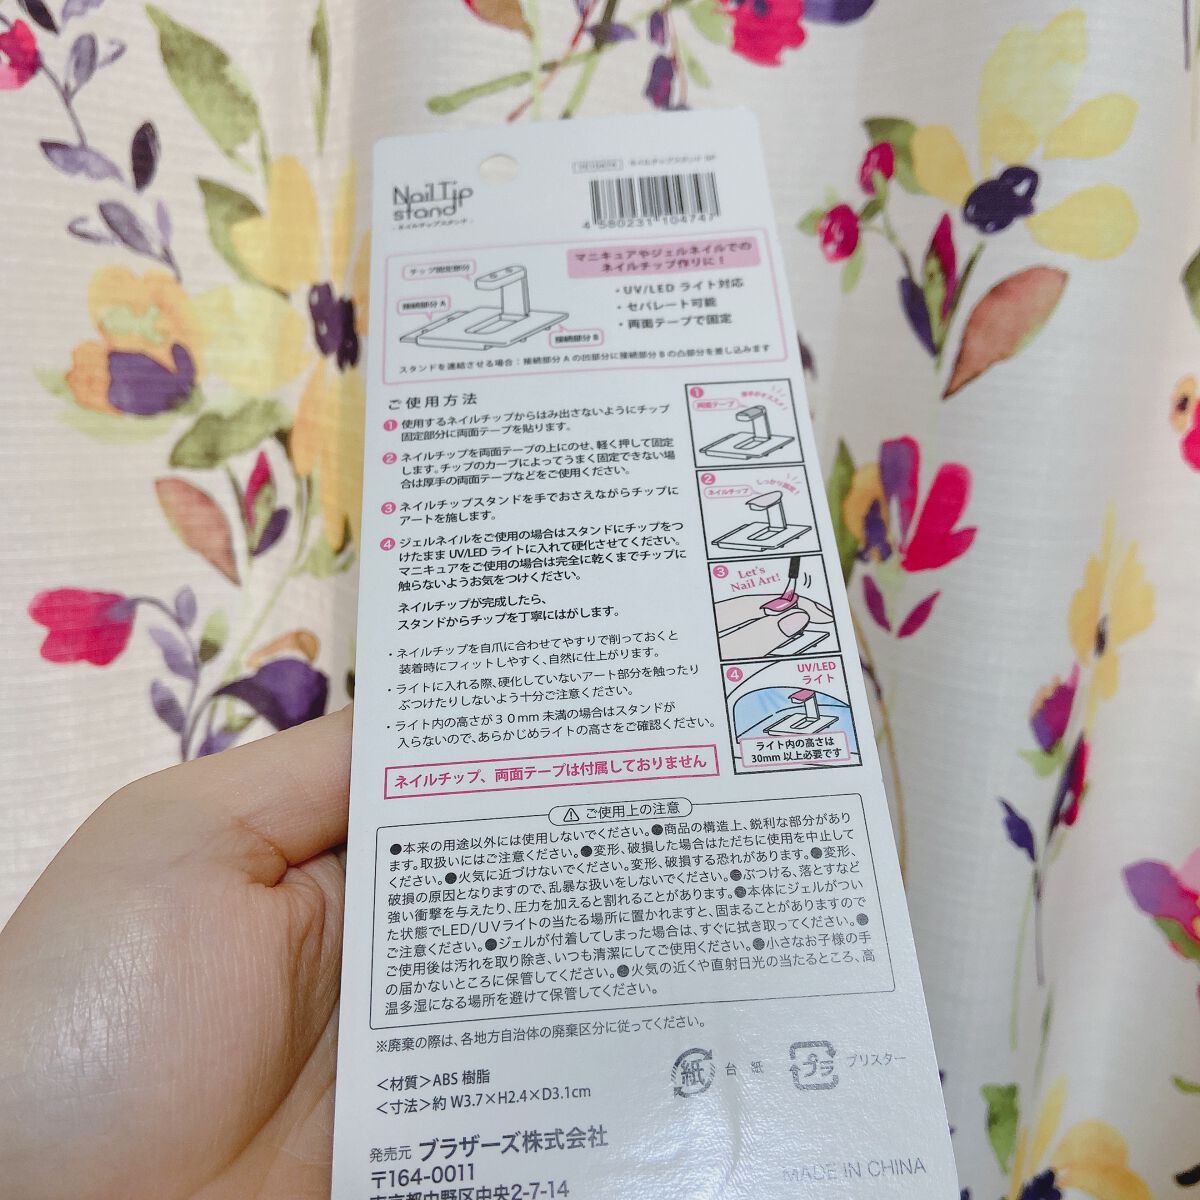 Nail Tip
stand
- ネイルチップスタンド -
ネイルチップスタンド 8P
4 580231 104747
マニキュアやジェルネイルでの
ネイルチップ作りに！
・UV/LED ライト対応
・セパレート可能
・両面テープで固定
チップ固定部分
接続部分 A
接続部分 B
スタンドを連結させる場合：接続部分 A の凹部分に接続部分 B の凸部分を差し込みます
ご使用方法
1 使用するネイルチップからはみ出さないようにチップ
固定部分に両面テープを貼ります。
2 ネイルチップを両面テープの上にのせ、軽く押して固定
します。チップのカーブによってうまく固定できない場
合は厚手の両面テープなどをご使用ください。
3 ネイルチップスタンドを手でおさえながらチップに
アートを施します。
4 ジェルネイルをご使用の場合はスタンドにチップをつ
けたまま UV/LED ライトに入れて硬化させてください。
マニキュアをご使用の場合は完全に乾くまでチップに
触らないようお気をつけください。
ネイルチップが完成したら、
スタンドからチップを丁寧にはがします。
・ネイルチップを自爪に合わせてやすりで削っておくと
装着時にフィットしやすく、自然に仕上がります。
・ライトに入れる際、硬化していないアート部分を触ったり
ぶつけたりしないよう十分ご注意ください。
・ライト内の高さが３０mm 未満の場合はスタンドが
入らないので、あらかじめライトの高さをご確認ください。
ネイルチップ、両面テープは付属しておりません
1
両面テープ
厚手がオススメ！
2
ネイルチップ
しっかり固定！
3
Let's
Nail Art!
4
UV/LED
ライト
ライト内の高さは
30mm 以上必要です
⚠ ご使用上の注意
●本来の用途以外には使用しないでください。●商品の構造上、鋭利な部分があり
ます。取扱いにはご注意ください。●変形、破損した場合はただちに使用を中止して
ください。●火気に近づけないでください。変形、破損する恐れがあります。●変形、
破損の原因となりますので、乱暴な扱いをしないでください。●ぶつける、落とすなど
強い衝撃を与えたり、圧力を加えると割れることがあります。●本体にジェルがつい
た状態でLED/UVライトの当たる場所に置かれますと、固まることがありますので
ご注意ください。●ジェルが付着してしまった場合は、すぐに拭き取ってください。●
ご使用後は汚れを取り除き、いつも清潔にしてご使用ください。●小さなお子様の手
の届かないところに保管してください。●火気の近くや直射日光の当たるところ、高
温多湿になる場所を避けて保管してください。
※廃棄の際は、各地方自治体の廃棄区分に従ってください。
紙 台紙
プラ ブリスター
＜材質＞ABS 樹脂
＜寸法＞約 W3.7×H2.4×D3.1cm
発売元 ブラザーズ株式会社
〒164-0011
東京都中野区中央2-7-14
MADE IN CHINA